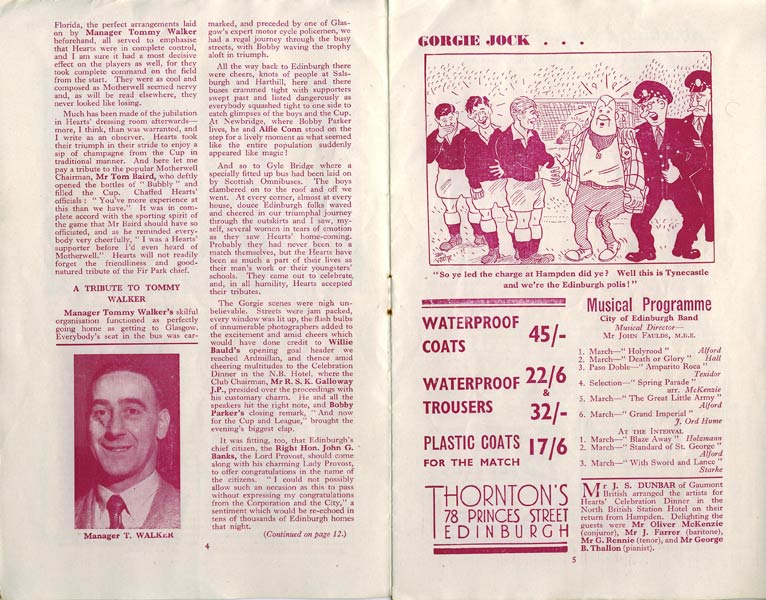 Florida, the perfect arrangements laid
on by Manager Tommy Walker
beforehand, all served to emphasise
that Hearts were in complete control,
and I am sure it had a most decisive
effect on the players as well, for they
took complete command on the field
from the start. They were as cool and
composed as Motherwell seemed nervy
and, as will be read elsewhere, they
never looked like losing.
Much has been made of the jubilation
in Hearts' dressing room afterwards—
more, I think, than was warranted, and
I write as an observer. Hearts took
their triumph in their stride to enjoy a
sip of champagne from the Cup in
traditional manner. And here let me
pay a tribute to the popular Motherwell
Chairman, Mr Tom Baird, who deftly
opened the bottles of "Bubbly" and
filled the Cup. Chaffed Hearts'
officials: "You've more experience at
this than we have." It was in com-
plete accord with the sporting spirit of
the game that Mr Baird should have so
officiated, and as he reminded every-
body very cheerfully, "I was a Hearts'
supporter before I'd even heard of
Motherwell." Hearts will not readily
forget the friendliness and good-
natured tribute of the Fir Park chief.
A TRIBUTE TO TOMMY
WALKER
Manager Tommy Walker's skilful
organisation functioned as perfectly
going home as getting to Glasgow.
Everybody's seat in the bus was ear-
Manager T. WALKER
marked, and preceded by one of Glas-
gow's expert motor cycle policemen, we
had a regal journey through the busy
streets, with Bobby waving the trophy
aloft in triumph.
All the way back to Edinburgh there
were cheers, knots of people at Sals-
burgh and Harthill, here and there
buses crammed tight with supporters
swept past and listed dangerously as
everybody squashed tight to one side to
catch glimpses of the boys and the Cup.
At Newbridge, where Bobby Parker
lives, he and Alfie Conn stood on the
step for a lively moment as what seemed
like the entire population suddenly
appeared like magic!
And so to Gyle Bridge where a
specially fitted up bus had been laid on
by Scottish Omnibuses. The boys
clambered on to the roof and off we
went. At every corner, almost at every
house, douce Edinburgh folks waved
and cheered in our triumphal journey
through the outskirts and I saw, my-
self, several women in tears of emotion
as they saw Hearts' home-coming.
Probably they had never been to a
match themselves, but the Hearts have
been as much a part of their lives as
their man's work or their youngsters'
schools. They came out to celebrate,
and, in all humility, Hearts accepted
their tributes.
The Gorgie scenes were nigh un-
believable. Streets were jam packed,
every window was lit up, the flash bulbs
of innumerable photographers added to
the excitement and amid cheers which
would have done credit to Willie
Bauld's opening goal header we
reached Ardmillan, and thence amid
cheering multitudes to the Celebration
Dinner in the N.B. Hotel, where the
Club Chairman, Mr R. S. K. Galloway
J.P., presided over the proceedings with
his customary charm. He and all the
speakers hit the right note, and Bobby
Parker's closing remark, "And now
for the Cup and League," brought the
evening's biggest clap.
It was fitting, too, that Edinburgh's
chief citizen, the Right Hon. John G.
Banks, the Lord Provost, should come
along with his charming Lady Provost,
to offer congratulations in the name of
the citizens. "I could not possibly
allow such an occasion as this to pass
without expressing my congratulations
from the Corporation and the City," a
sentiment which would be re-echoed in
tens of thousands of Edinburgh homes
that night.
(Continued on page 12.)
4
GORGIE JOCK . . .
"So ye led the charge at Hampden did ye? Well this is Tynecastle
and we're the Edinburgh polis!"
WATERPROOF
COATS 45/-
WATERPROOF 22/6
&
TROUSERS 32/-
PLASTIC COATS 17/6
FOR THE MATCH
THORNTON'S
78 PRINCES STREET
EDINBURGH
Musical Programme
City of Edinburgh Band
Musical Director—
Mr JOHN FAULDS, M.B.E.
1. March—"Holyrood" Alford
2. March—"Death or Glory" Hall
3. Paso Doble—"Amparito Roca"
Texidor
4. Selection—"Spring Parade"
arr. McKenzie
5. March—"The Great Little Army"
Alford
6. March—"Grand Imperial"
J. Ord Hume
AT THE INTERVAL
1. March—"Blaze Away" Holzmann
2. March—"Standard of St. George"
Alford
3. March—"With Sword and Lance"
Starke
Mr J. S. DUNBAR of Gaumont
British arranged the artists for
Hearts' Celebration Dinner in the
North British Station Hotel on their
return from Hampden. Delighting the
guests were Mr Oliver McKenzie
(conjuror), Mr J. Farrer (baritone),
Mr G. Rennie (tenor), and Mr George
B. Thallon (pianist).
5